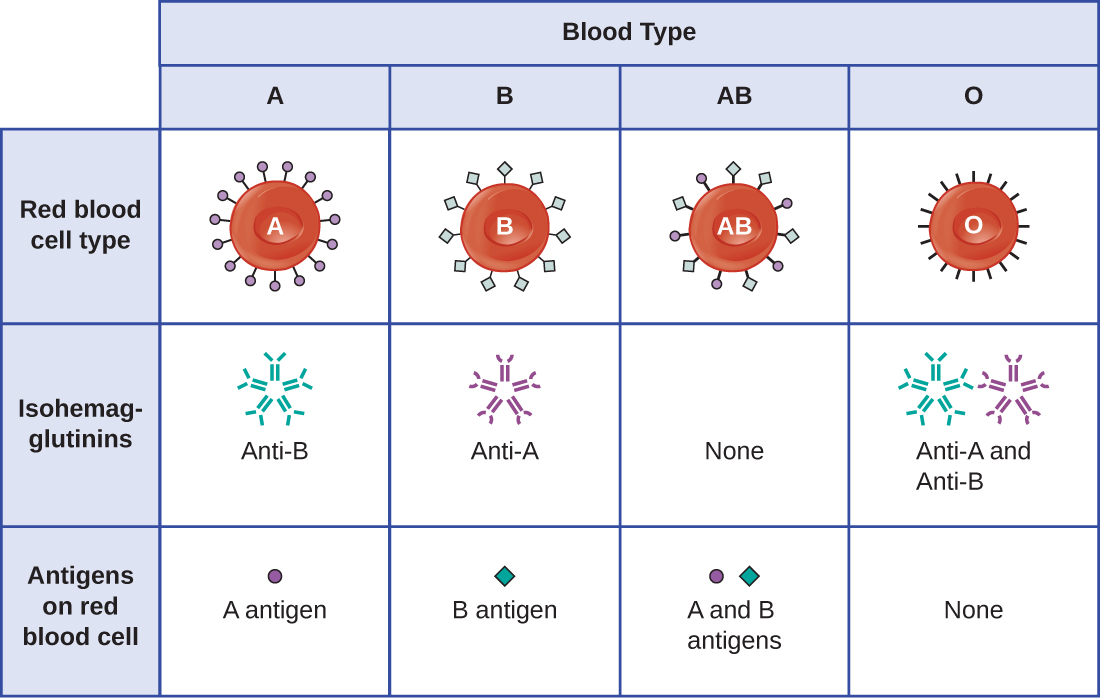 Blood Type
A
B
AB
O
Red blood
cell type
A
B
AB
O
Isohemag-
glutinins
Anti-B
Anti-A
None
Anti-A and
Anti-B
Antigens
on red
blood cell
A antigen
B antigen
A and B
antigens
None